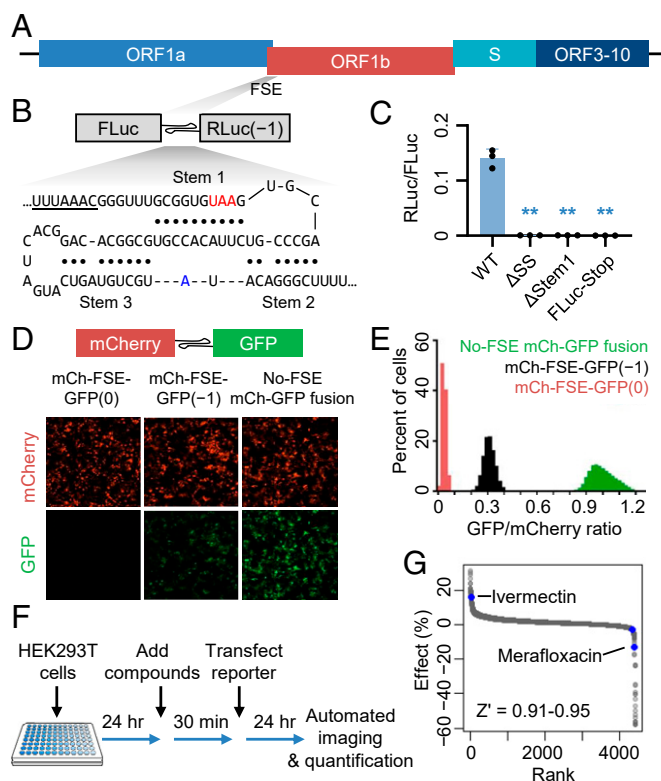 A
ORF1a
ORF1b
S
ORF3-10
FSE
B
FLuc
RLuc(−1)
Stem 1
...UUUAAACGGGUUUGCGGUGUAAG
U-G
C
C
ACG
GAC-ACGGCGUGCCACAUUCUG-CCCGA
U
AGUA
CUGAUGUCGU---A--U---ACAGGGCUUUU...
Stem 3
Stem 2
C
RLuc/FLuc
0.2
0.1
0
** ** **
WT
ΔSS
ΔStem1
FLuc-Stop
D
mCherry
GFP
mCh-FSE-GFP(0)
mCh-FSE-GFP(−1)
No-FSE mCh-GFP fusion
mCherry
GFP
E
No-FSE mCh-GFP fusion
mCh-FSE-GFP(−1)
mCh-FSE-GFP(0)
Percent of cells
60
40
20
0
0 0.3 0.6 0.9 1.2
GFP/mCherry ratio
F
HEK293T cells
Add compounds
Transfect reporter
24 hr
30 min
24 hr
Automated imaging & quantification
G
Effect (%)
20
0
−20
−40
−60
Ivermectin
Merafloxacin
Z' = 0.91-0.95
0 2000 4000
Rank